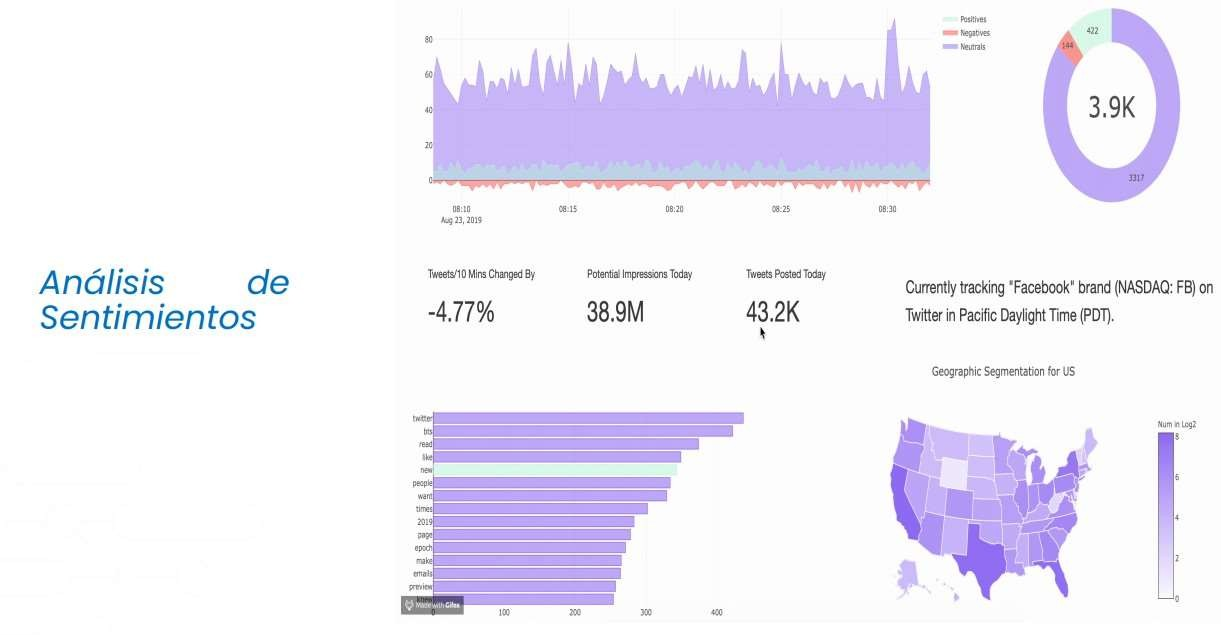 Análisis de
Sentimientos
80
60
40
20
0
08:10
08:15
08:20
08:25
08:30
Aug 23, 2019
Positives
Negatives
Neutrals
422
144
3.9K
3317
Tweets/10 Mins Changed By
-4.77%
Potential Impressions Today
38.9M
Tweets Posted Today
43.2K
Currently tracking "Facebook" brand (NASDAQ: FB) on
Twitter in Pacific Daylight Time (PDT).
Geographic Segmentation for US
twitter
bts
read
like
new
people
want
times
2019
page
epoch
make
emails
preview
Made with Gifox
0
100
200
300
400
Num in Log2
8
6
4
2
0